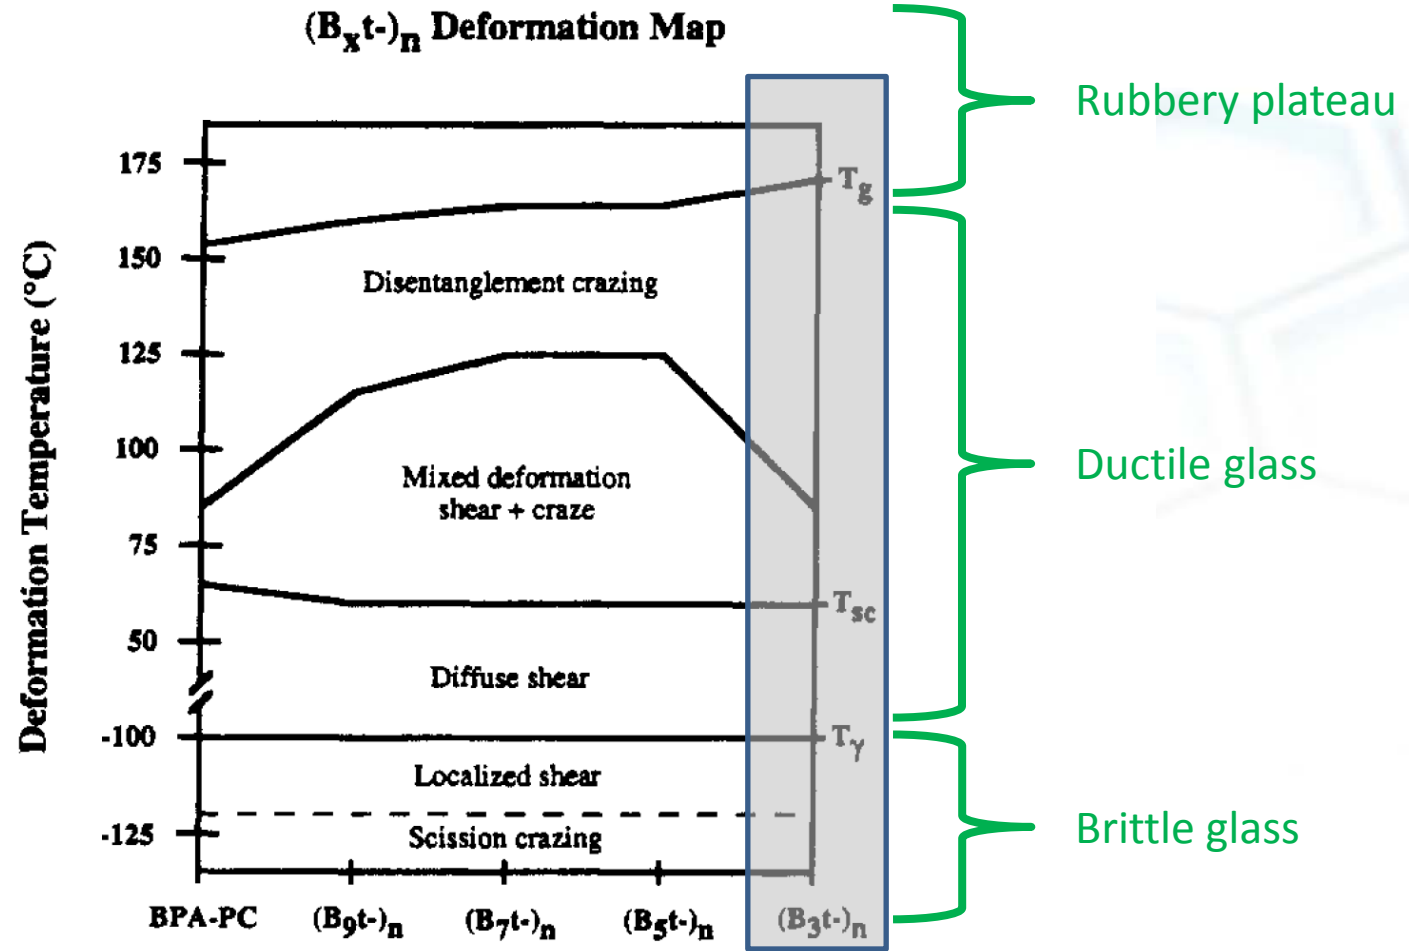 (Bxt-)n Deformation Map
Rubbery plateau
Ductile glass
Brittle glass
Deformation Temperature (°C)
175
150
125
100
75
50
-100
-125
Tg
Disentanglement crazing
Mixed deformation
shear + craze
Tsc
Diffuse shear
Tγ
Localized shear
Scission crazing
BPA-PC (B9t-)n (B7t-)n (B5t-)n (B3t-)n